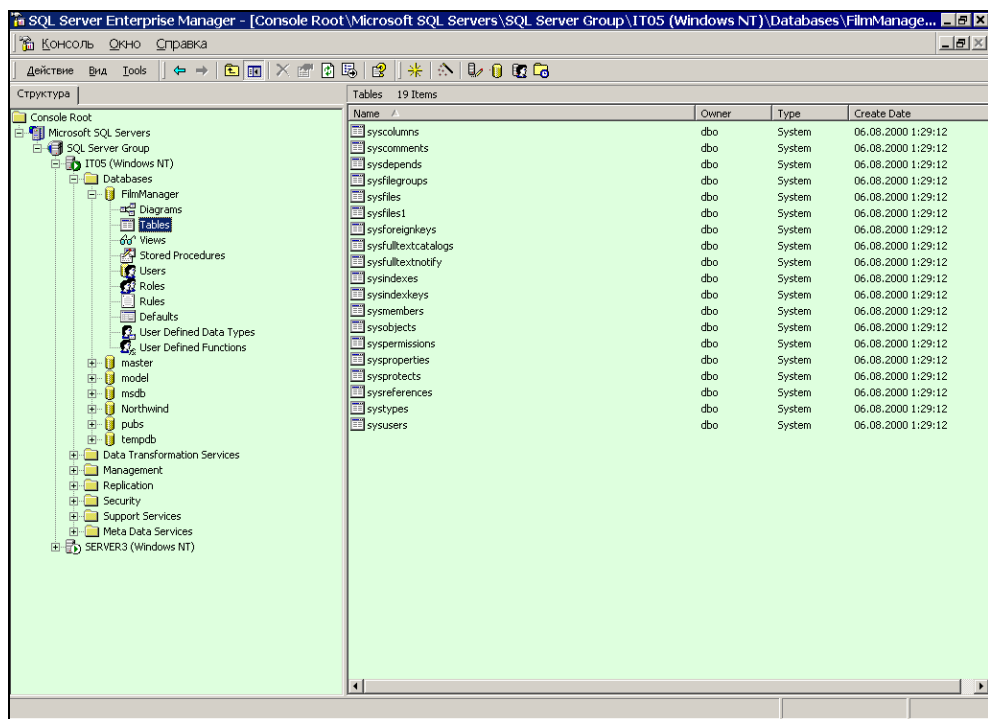 SQL Server Enterprise Manager - [Console Root\Microsoft SQL Servers\SQL Server Group\IT05 (Windows NT)\Databases\FilmManage...
Консоль Окно Справка
Действие Вид Tools
Структура
Tables 19 Items
Console Root
Microsoft SQL Servers
SQL Server Group
IT05 (Windows NT)
Databases
FilmManager
Diagrams
Tables
Views
Stored Procedures
Users
Roles
Rules
Defaults
User Defined Data Types
User Defined Functions
master
model
msdb
Northwind
pubs
tempdb
Data Transformation Services
Management
Replication
Security
Support Services
Meta Data Services
SERVER3 (Windows NT)
Name Owner Type Create Date
syscolumns dbo System 06.08.2000 1:29:12
syscomments dbo System 06.08.2000 1:29:12
sysdepends dbo System 06.08.2000 1:29:12
sysfilegroups dbo System 06.08.2000 1:29:12
sysfiles dbo System 06.08.2000 1:29:12
sysfiles1 dbo System 06.08.2000 1:29:12
sysforeignkeys dbo System 06.08.2000 1:29:12
sysfulltextcatalogs dbo System 06.08.2000 1:29:12
sysfulltextnotify dbo System 06.08.2000 1:29:12
sysindexes dbo System 06.08.2000 1:29:12
sysindexkeys dbo System 06.08.2000 1:29:12
sysmembers dbo System 06.08.2000 1:29:12
sysobjects dbo System 06.08.2000 1:29:12
syspermissions dbo System 06.08.2000 1:29:12
sysproperties dbo System 06.08.2000 1:29:12
sysprotects dbo System 06.08.2000 1:29:12
sysreferences dbo System 06.08.2000 1:29:12
systypes dbo System 06.08.2000 1:29:12
sysusers dbo System 06.08.2000 1:29:12